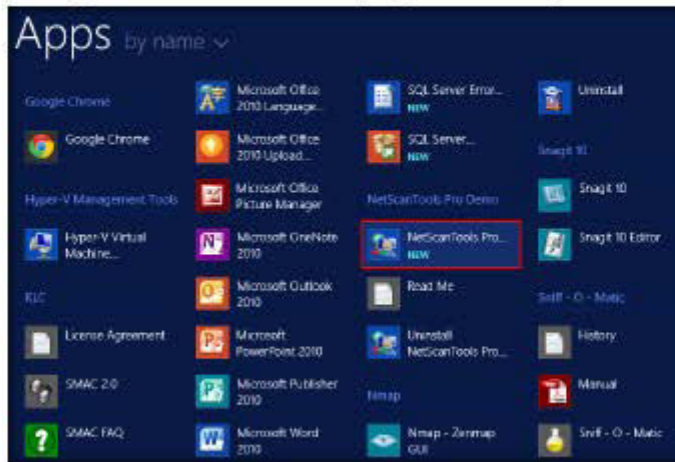 Apps by name
Google Chrome
Google Chrome
Hyper-V Management Tools
Hyper-V Virtual
Machine...
KLC
License Agreement
SMAC 2.0
SMAC FAQ
Microsoft Office
2010 Language...
Microsoft Office
2010 Upload...
Microsoft Office
Picture Manager
Microsoft OneNote
2010
Microsoft Outlook
2010
Microsoft
PowerPoint 2010
Microsoft Publisher
2010
Microsoft Word
2010
SQL Server Error...
NEW
SQL Server...
NEW
NetScanTools Pro Demo
NetScanTools Pro...
NEW
Read Me
Uninstall
NetScanTools Pro...
Nmap
Nmap - Zenmap
GUI
Uninstall
Snagit 10
Snagit 10
Snagit 10 Editor
Sniff - O - Matic
History
Manual
Sniff - O - Matic